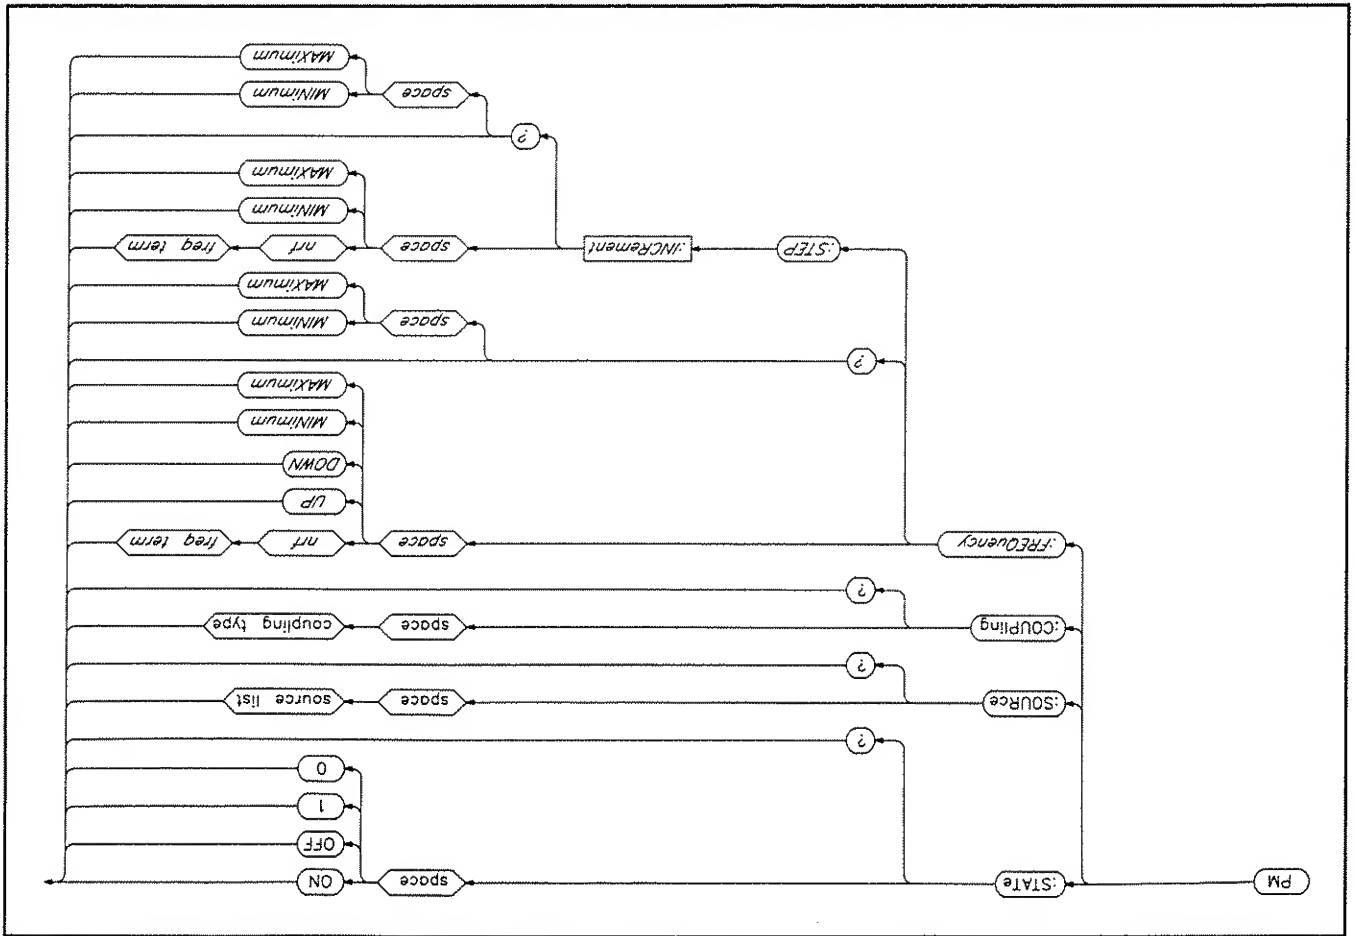 PM
:STATe
space
ON
OFF
1
0
?
:SOURce
space
source list
?
:COUPling
space
coupling type
?
:FREQuency
space
nrf
freq term
UP
DOWN
MINimum
MAXimum
?
space
MINimum
MAXimum
:STEP
:INCRement
space
nrf
freq term
MINimum
MAXimum
?
space
MINimum
MAXimum